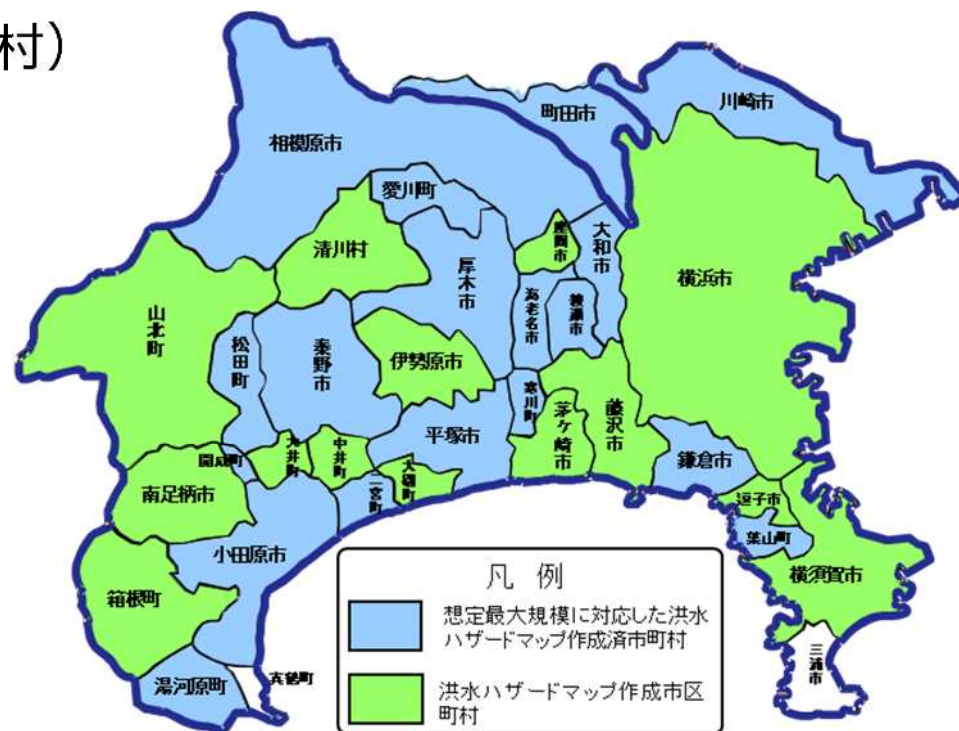 村）
川崎市
町田市
相模原市
愛川町
座間市
大和市
清川村
厚木市
横浜市
海老名市
綾瀬市
山北町
松田町
秦野市
伊勢原市
寒川町
茅ヶ崎市
藤沢市
平塚市
鎌倉市
開成町
大井町
中井町
二宮町
大磯町
南足柄市
逗子市
葉山町
小田原市
横須賀市
箱根町
三浦市
湯河原町
真鶴町
凡 例
想定最大規模に対応した洪水
ハザードマップ作成済市町村
洪水ハザードマップ作成市区
町村